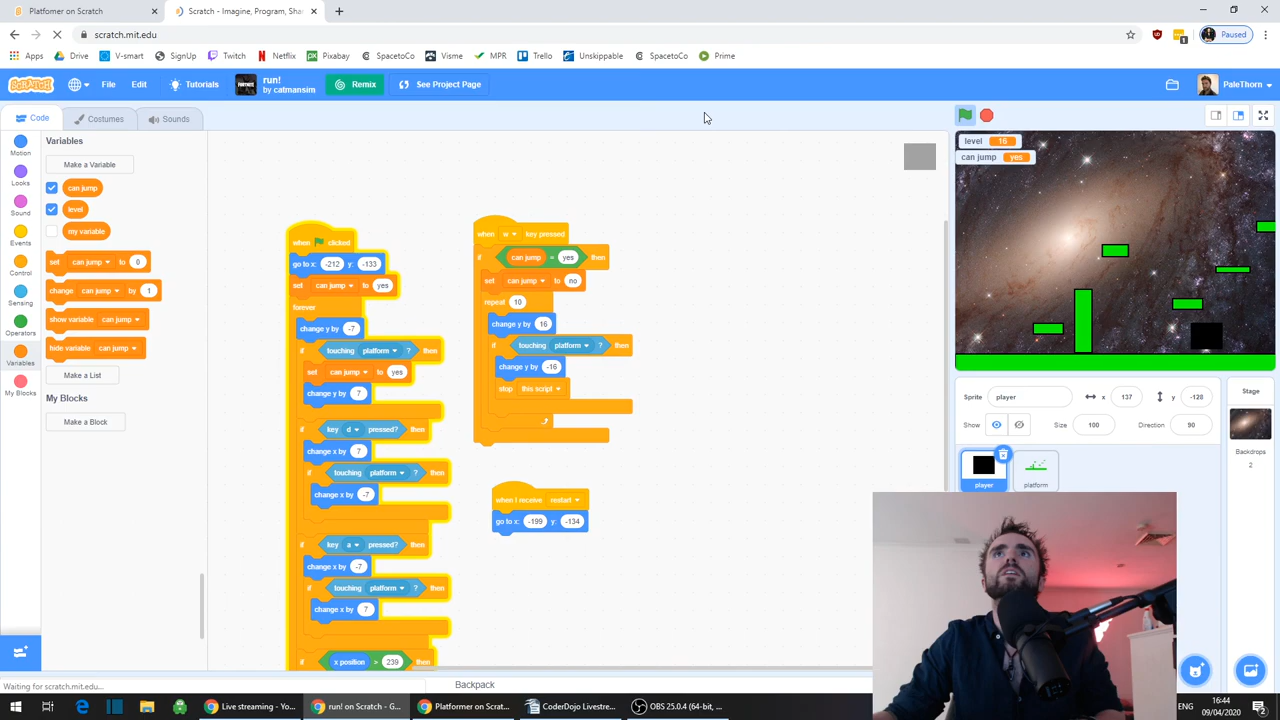 Platfomer on Scratch
Scratch - Imagine, Program, Sha
scratch.mit.edu
Paused
Apps Drive V-smart SignUp Twitch Netflix Pixabay SpacetoCo Visme MPR Trello Unskippable SpacetoCo Prime
SCRATCH File Edit Tutorials run! by catmansim Remix See Project Page PaleThorn
Code Costumes Sounds
Motion
Looks
Sound
Events
Control
Sensing
Operators
Variables
My Blocks
Variables
Make a Variable
can jump
level
my variable
set can jump to 0
change can jump by 1
show variable can jump
hide variable can jump
Make a List
My Blocks
Make a Block
when clicked
go to x: -212 y: -133
set can jump to yes
forever
change y by -7
if touching platform ? then
set can jump to yes
change y by 7
if key d pressed? then
change x by 7
if touching platform ? then
change x by -7
if key a pressed? then
change x by -7
if touching platform ? then
change x by 7
if x position > 239 then
when w key pressed
if can jump = yes then
set can jump to no
repeat 10
change y by 16
if touching platform ? then
change y by -16
stop this script
when I receive restad
go to x: -199 y: -134
level 16
can jump yes
Sprite player x 137 y -120
Show Size 100 Direction 90
player
platform
Stage
Backdrops
2
Waiting for scratch.mit.edu...
Backpack
Live streaming - Yo...
run! on Scratch - G...
Platformer on Scrat...
CoderDojo Livestre...
OBS 25.0.4 (64-bit, ...
ENG
16:44
09/04/2020
2